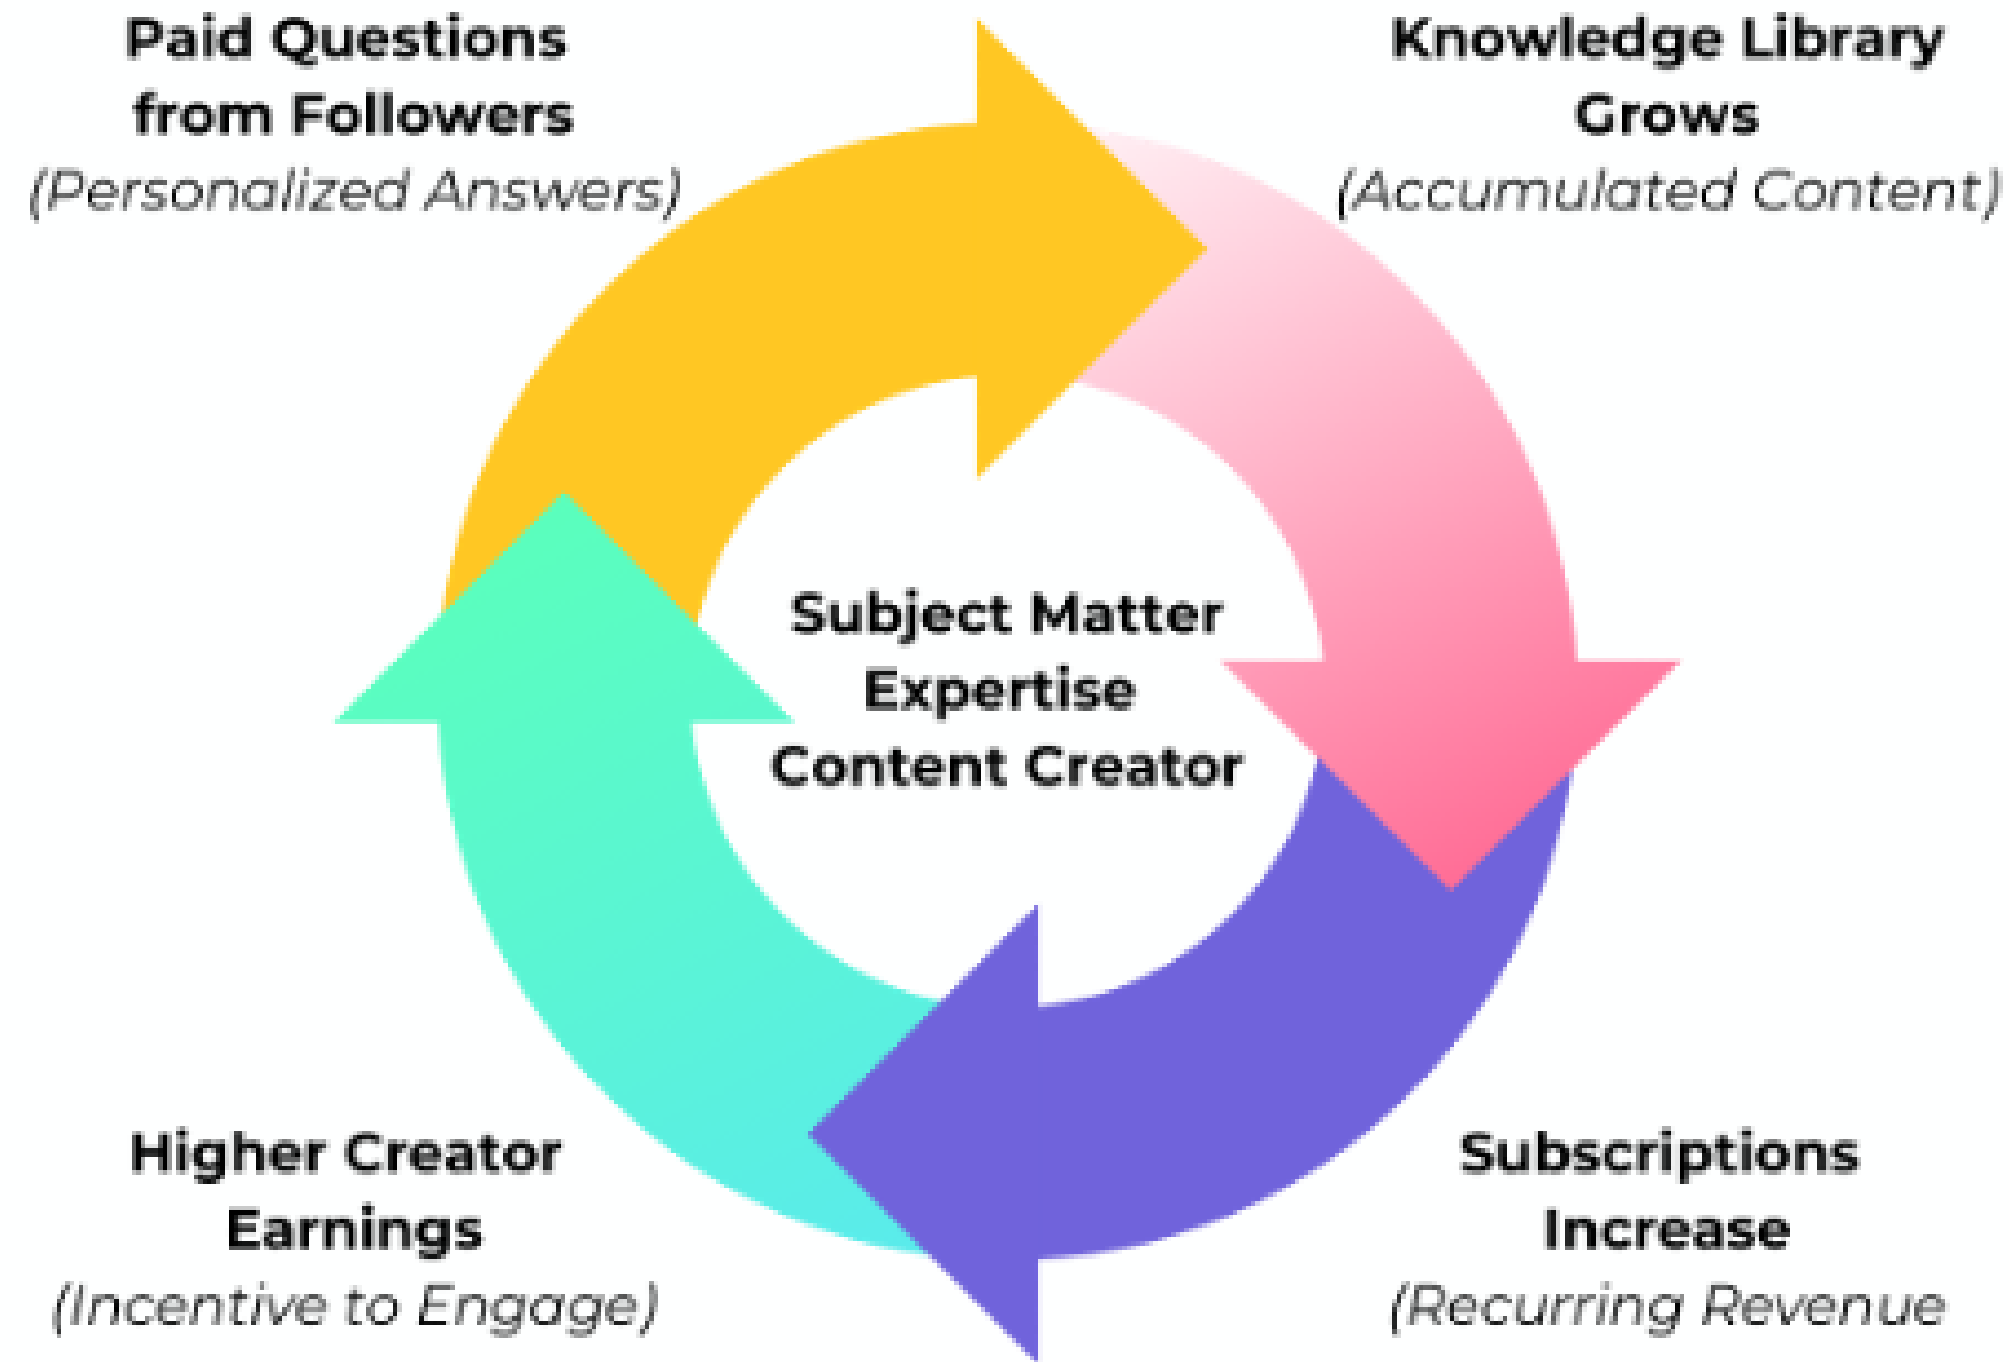 Paid Questions
from Followers
(Personalized Answers)
Knowledge Library
Grows
(Accumulated Content)
Subject Matter
Expertise
Content Creator
Higher Creator
Earnings
(Incentive to Engage)
Subscriptions
Increase
(Recurring Revenue